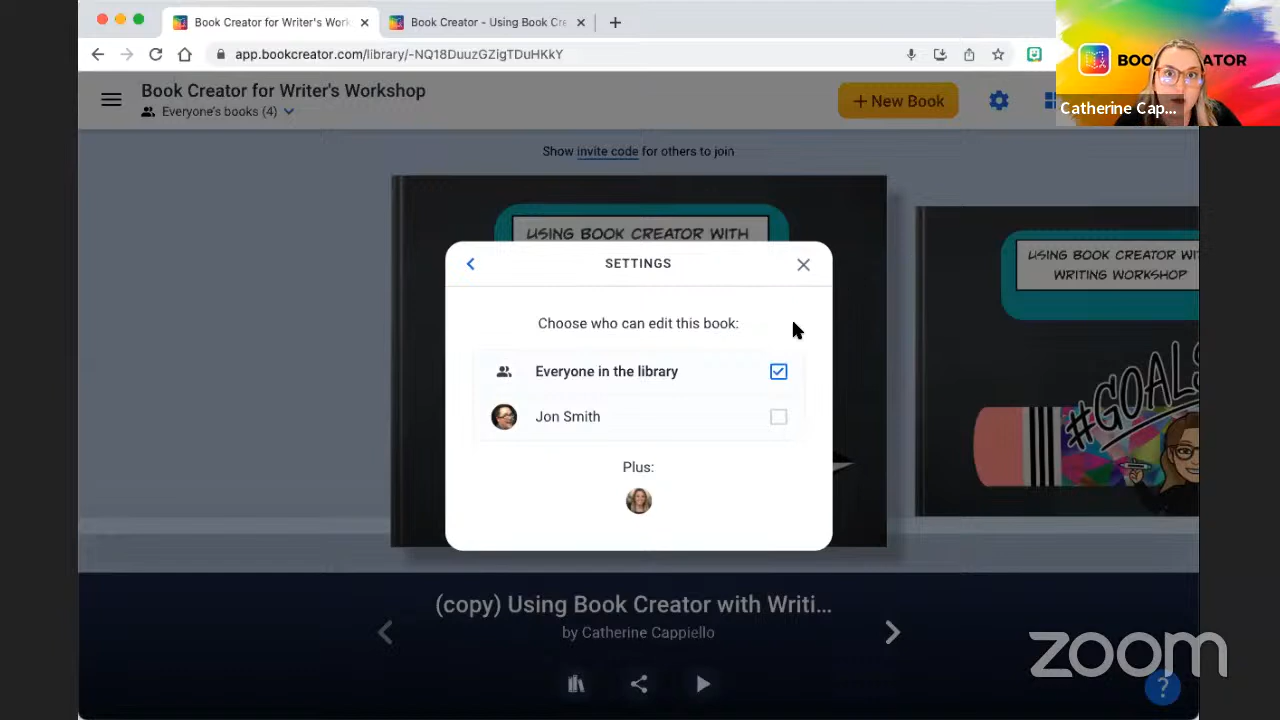 Book Creator for Writer's Work
Book Creator - Using Book Cre
app.bookcreator.com/library/-NQ18DuuzGZigTDuHKkY
BOO
ATOR
Catherine Cap...
Book Creator for Writer's Workshop
Everyone's books (4)
+ New Book
Show invite code for others to join
USING BOOK CREATOR WITH
USING BOOK CREATOR WI
WRITING WORKSHOP
#GOALS
SETTINGS
Choose who can edit this book:
Everyone in the library
Jon Smith
Plus:
(copy) Using Book Creator with Writi...
by Catherine Cappiello
zoom
?